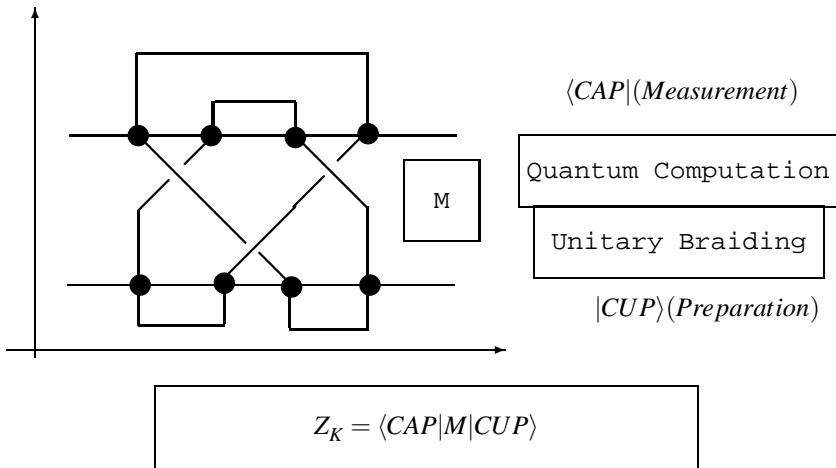 ⟨CAP|(Measurement)
Quantum Computation
M
Unitary Braiding
|CUP⟩(Preparation)
Z_K = ⟨CAP|M|CUP⟩